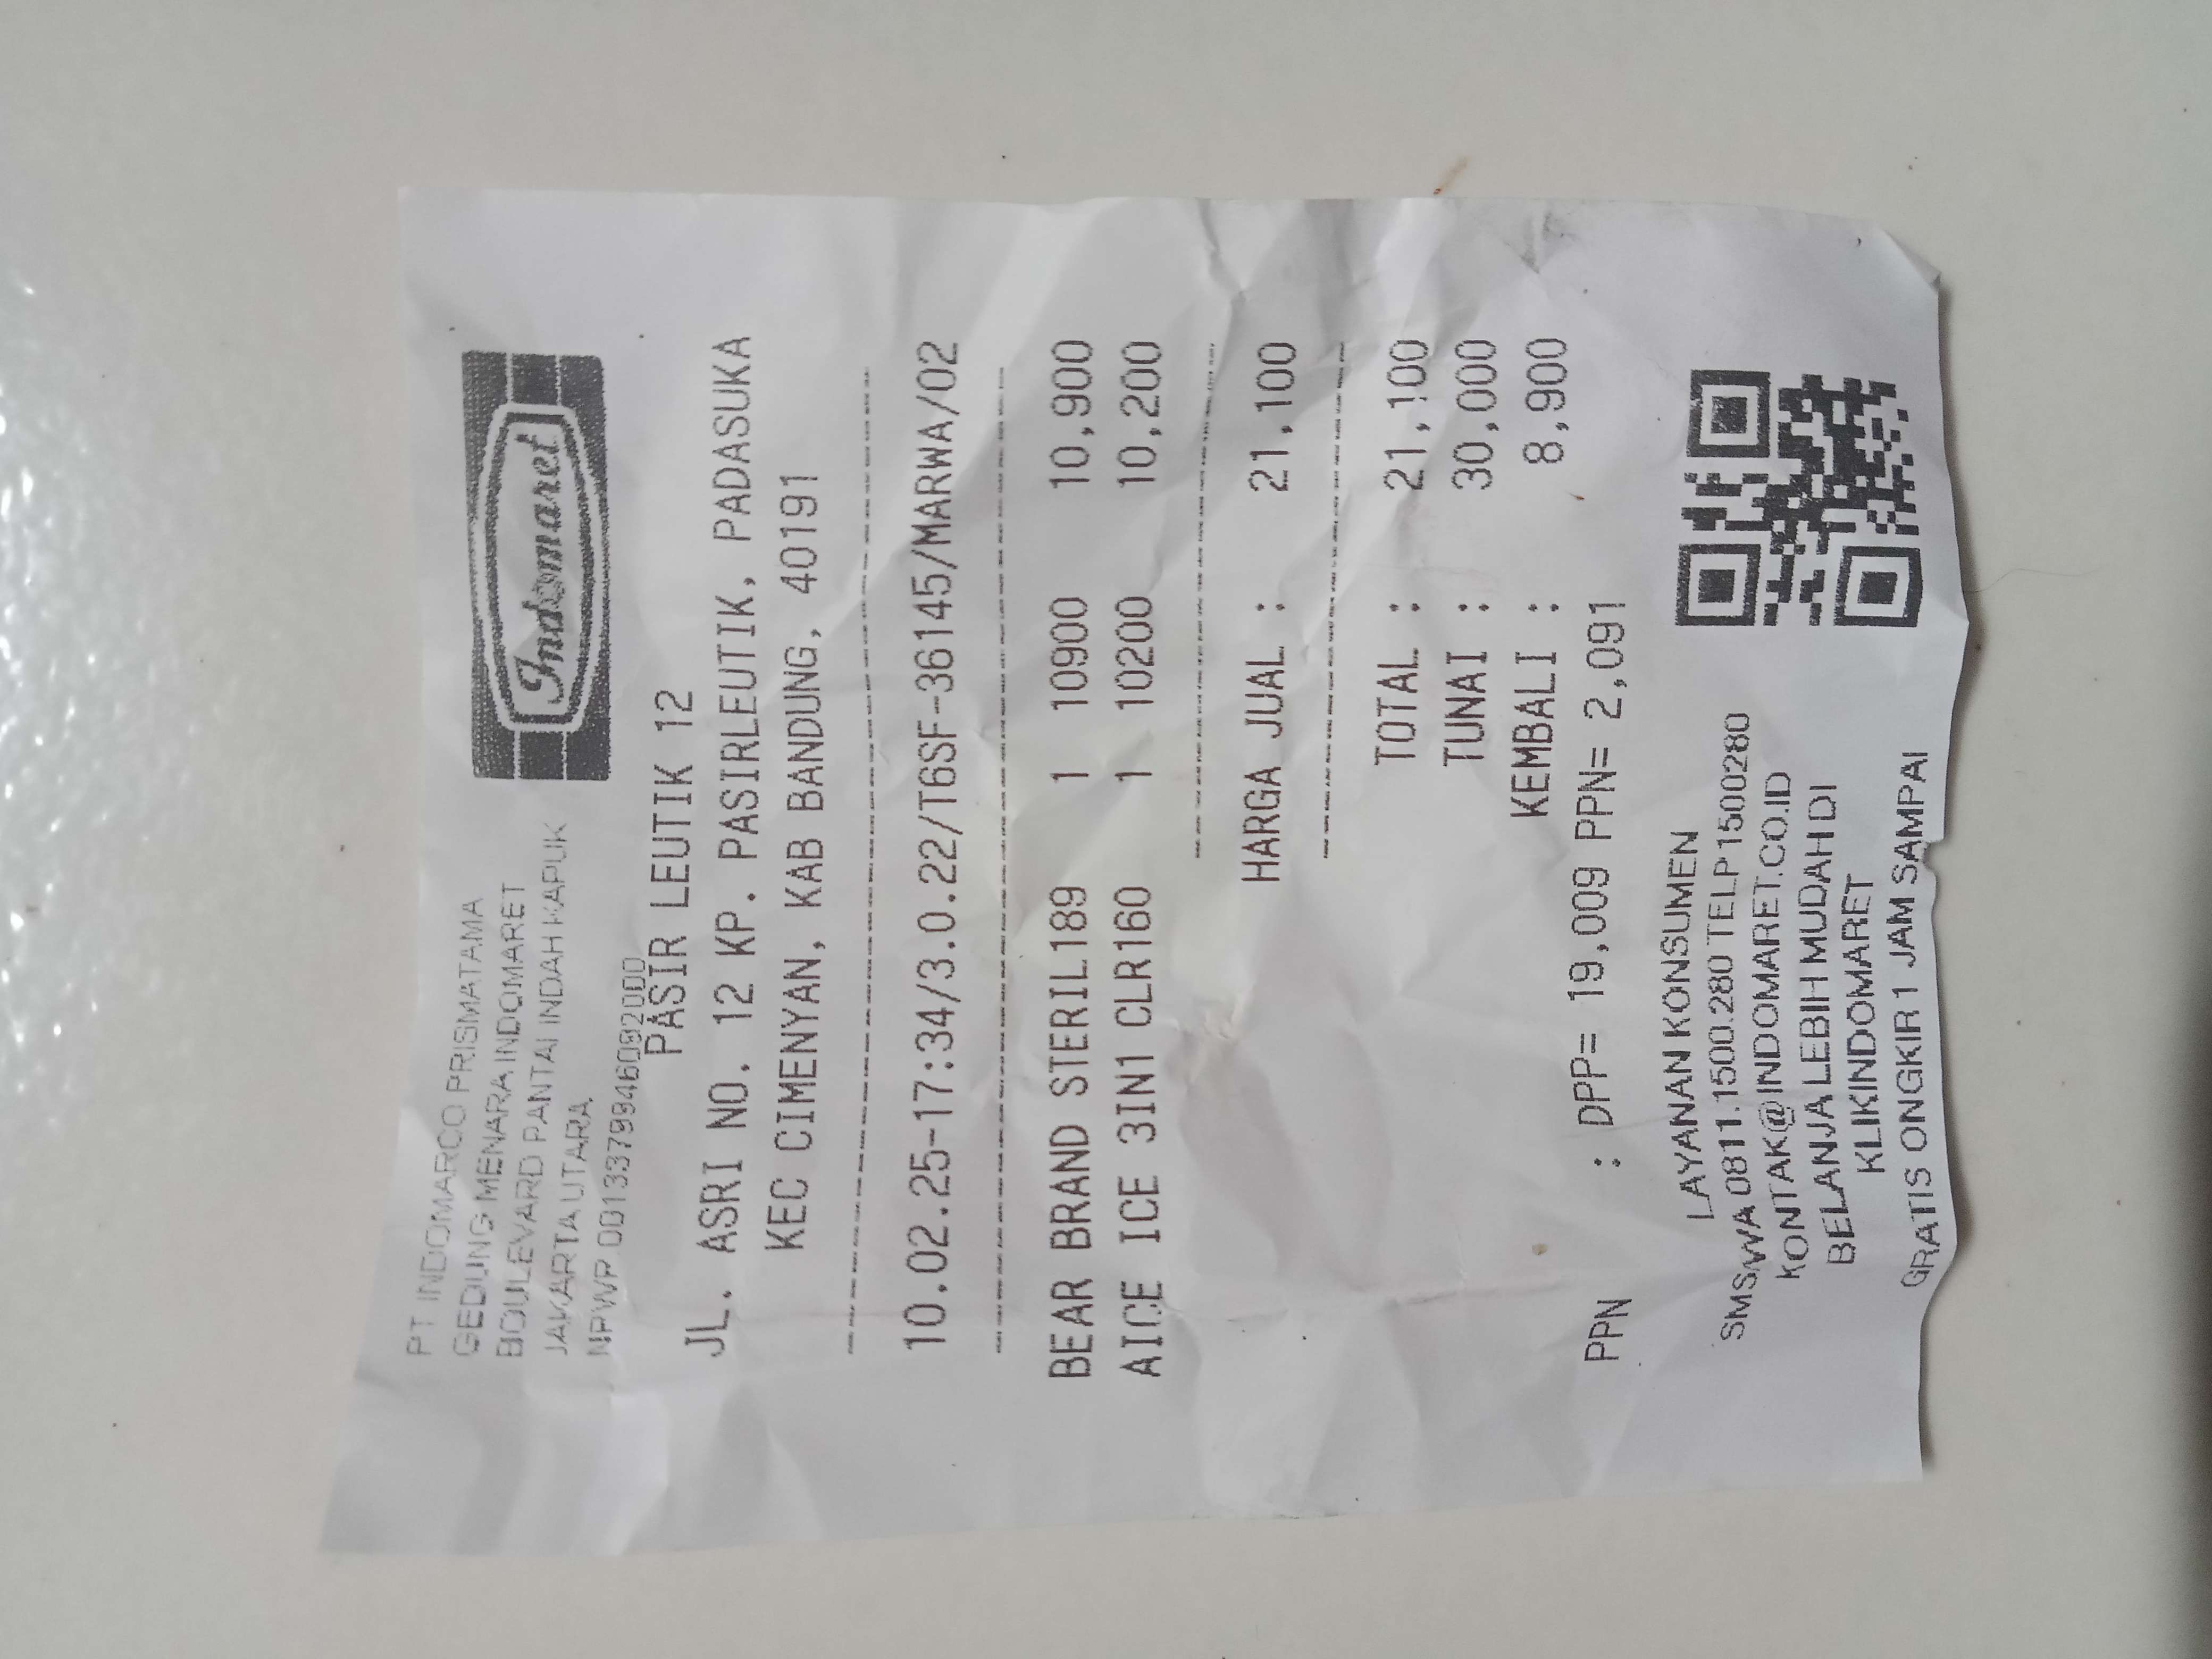 PT. INDOMARCO PRISMATAMA
GEDUNG MENARA INDOMARET
BOULEVARD PANTAI INDAH KAPUK
JAKARTA UTARA
NPWP.0013379946092000
Indomaret
PASIR LEUTIK 12
JL. ASRI NO. 12 KP. PASIRLEUTIK, PADASUKA
KEC CIMENYAN, KAB BANDUNG, 40191
10.02.25-17:34/3.0.22/T6SF-36145/MARWA/02
BEAR BRAND STERIL189 1 10900 10,900
AICE ICE 3IN1 CLR160 1 10200 10,200
HARGA JUAL : 21,100
TOTAL : 21,100
TUNAI : 30,000
KEMBALI : 8,900
PPN : DPP= 19,009 PPN= 2,091
LAYANAN KONSUMEN
SMS/WA 0811.1500.280 TELP 1500280
KONTAK@INDOMARET.CO.ID
BELANJA LEBIH MUDAH DI
KLIKINDOMARET
GRATIS ONGKIR 1 JAM SAMPAI